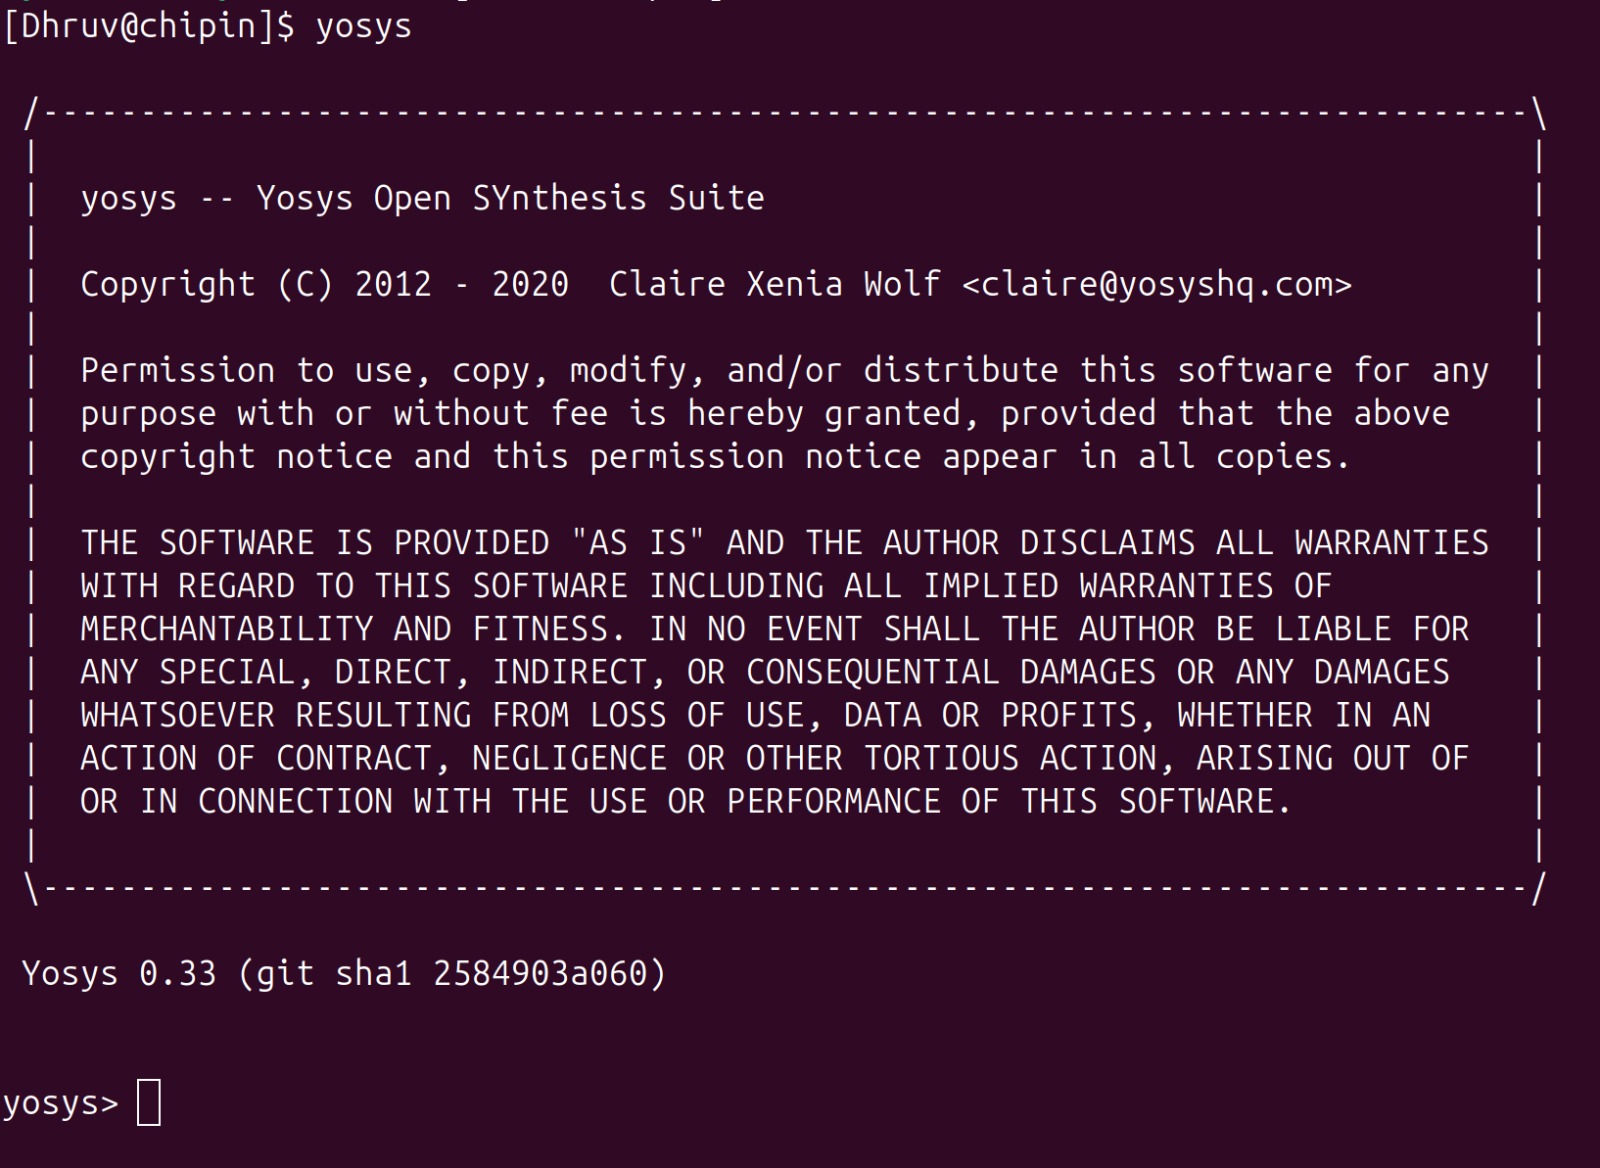 [Dhruv@chipin]$ yosys
/----------------------------------------------------------------------------\
|                                                                            |
|  yosys -- Yosys Open SYnthesis Suite                                       |
|                                                                            |
|  Copyright (C) 2012 - 2020  Claire Xenia Wolf <claire@yosyshq.com>         |
|                                                                            |
|  Permission to use, copy, modify, and/or distribute this software for any  |
|  purpose with or without fee is hereby granted, provided that the above    |
|  copyright notice and this permission notice appear in all copies.         |
|                                                                            |
|  THE SOFTWARE IS PROVIDED "AS IS" AND THE AUTHOR DISCLAIMS ALL WARRANTIES  |
|  WITH REGARD TO THIS SOFTWARE INCLUDING ALL IMPLIED WARRANTIES OF          |
|  MERCHANTABILITY AND FITNESS. IN NO EVENT SHALL THE AUTHOR BE LIABLE FOR   |
|  ANY SPECIAL, DIRECT, INDIRECT, OR CONSEQUENTIAL DAMAGES OR ANY DAMAGES    |
|  WHATSOEVER RESULTING FROM LOSS OF USE, DATA OR PROFITS, WHETHER IN AN     |
|  ACTION OF CONTRACT, NEGLIGENCE OR OTHER TORTIOUS ACTION, ARISING OUT OF   |
|  OR IN CONNECTION WITH THE USE OR PERFORMANCE OF THIS SOFTWARE.            |
|                                                                            |
\----------------------------------------------------------------------------/
Yosys 0.33 (git sha1 2584903a060)
yosys>